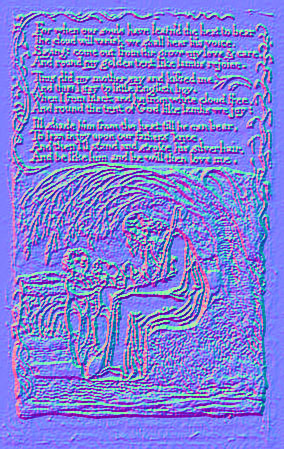 For when our souls have learn'd the heat to bear
The cloud will vanish we shall hear his voice,
Saying: come out from the grove my love & care,
And round my golden tent like lambs rejoice.
Thus did my mother say and kissed me,
And thus I say to little English boy.
When I from black and he from white cloud free,
And round the tent of God like lambs we joy:
Ill shade him from the heat till he can bear,
To lean in joy upon our fathers knee.
And then I'll stand and stroke his silver hair,
And be like him and he will then love me.